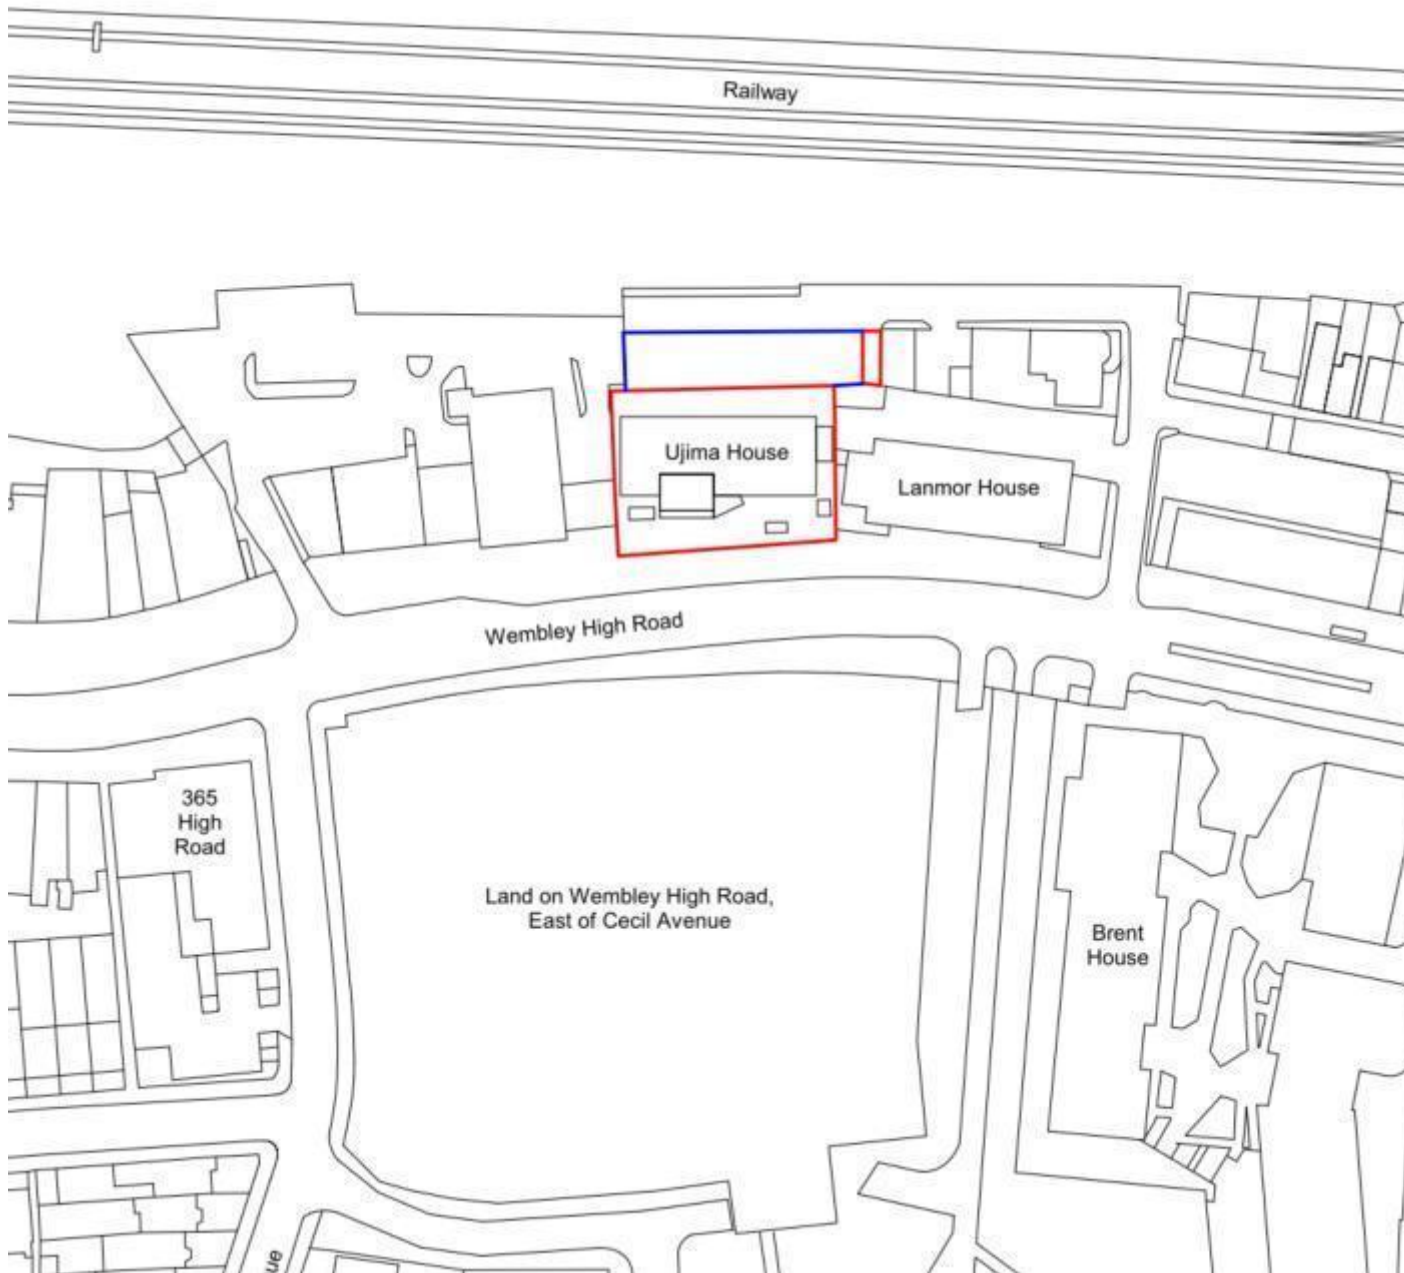 Railway
Ujima House
Lanmor House
Wembley High Road
365
High
Road
Land on Wembley High Road,
East of Cecil Avenue
Brent
House
ue